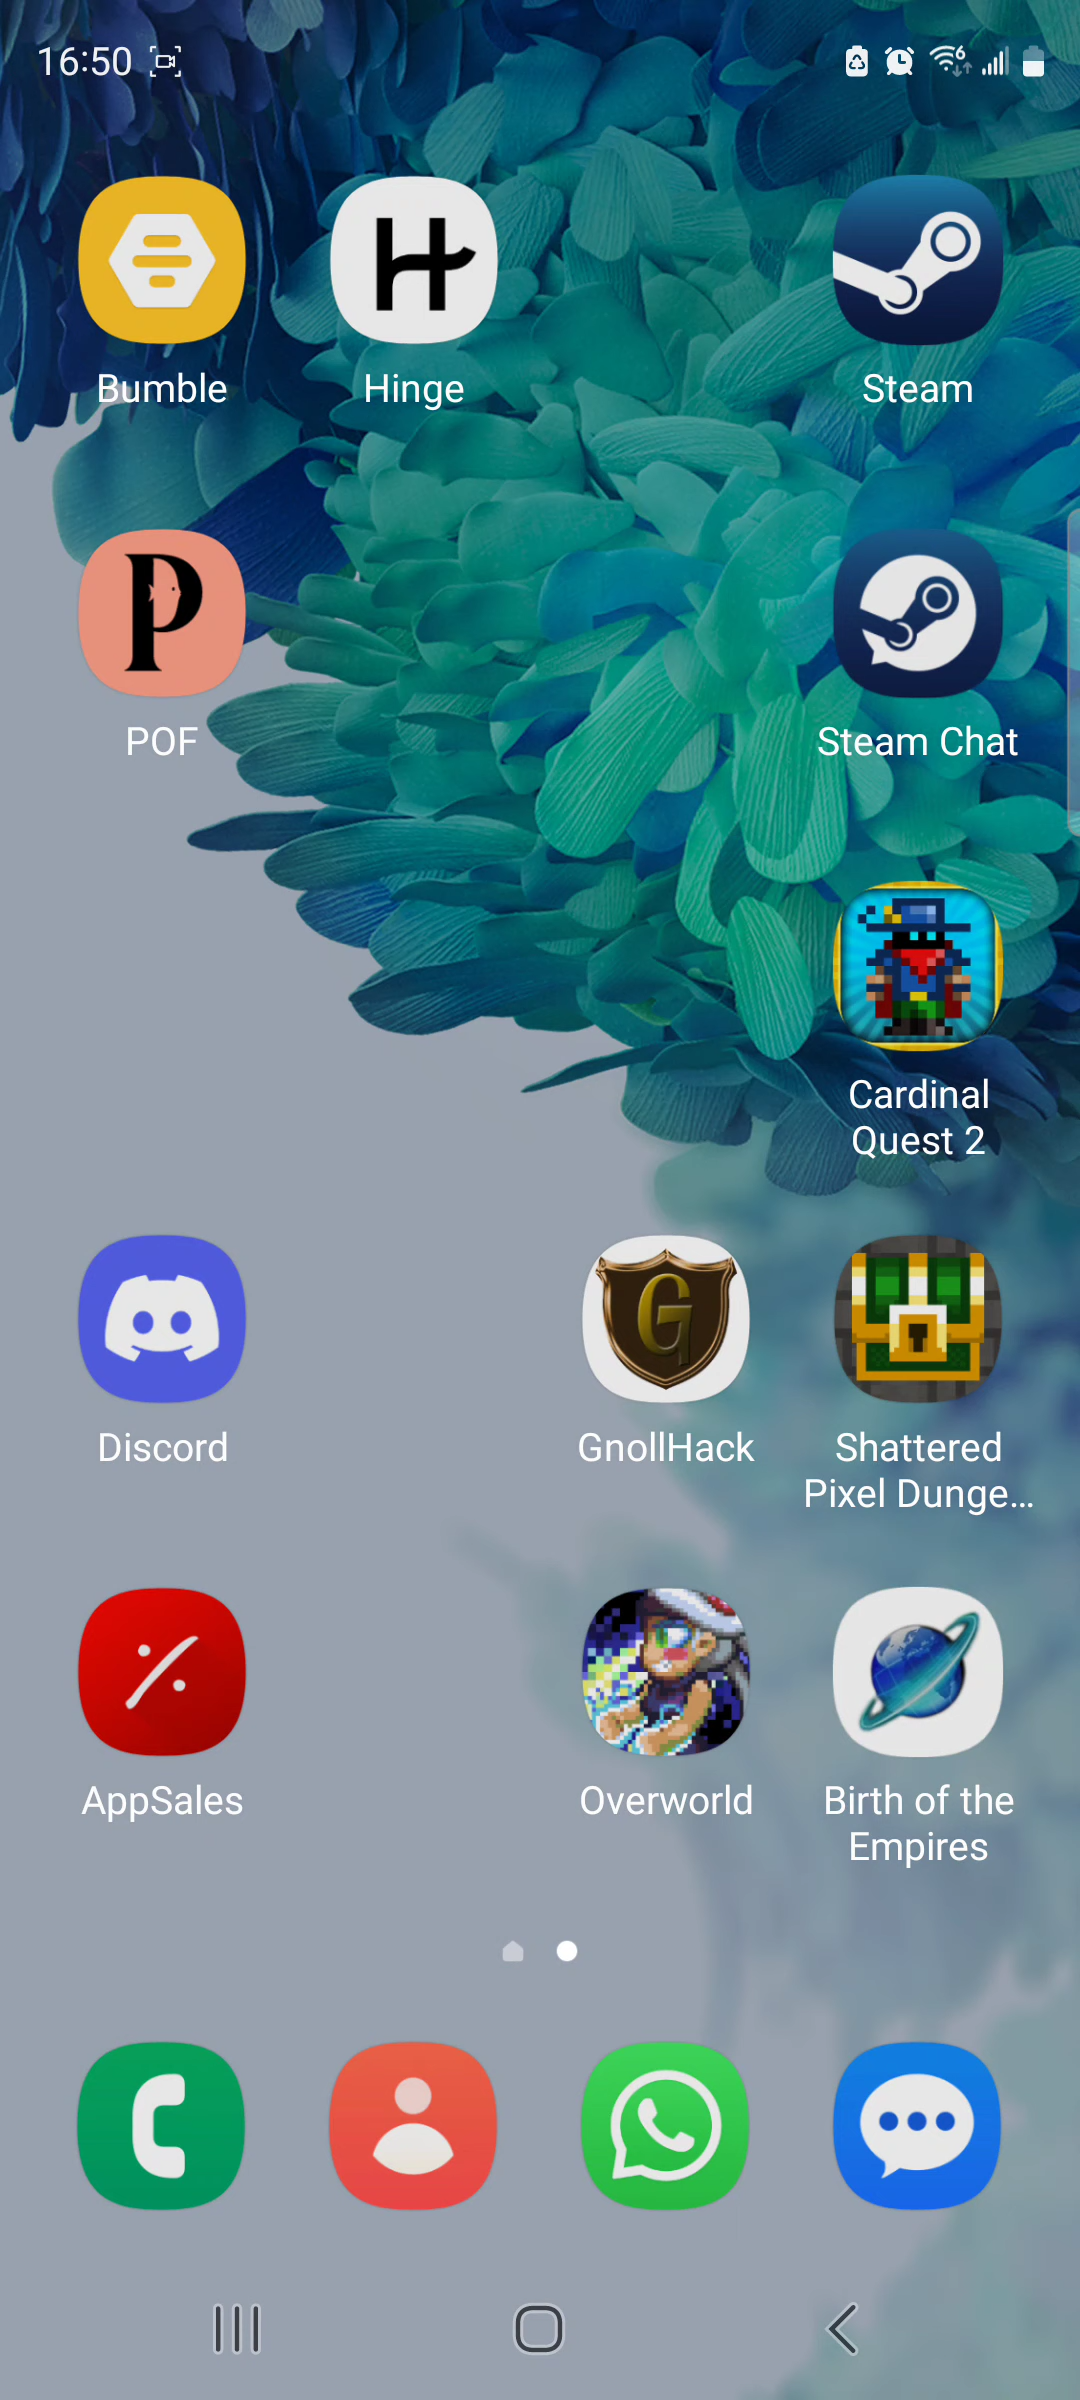 16:50
Bumble
Hinge
Steam
POF
Steam Chat
Cardinal
Quest 2
Discord
GnollHack
Shattered
Pixel Dunge...
AppSales
Overworld
Birth of the
Empires